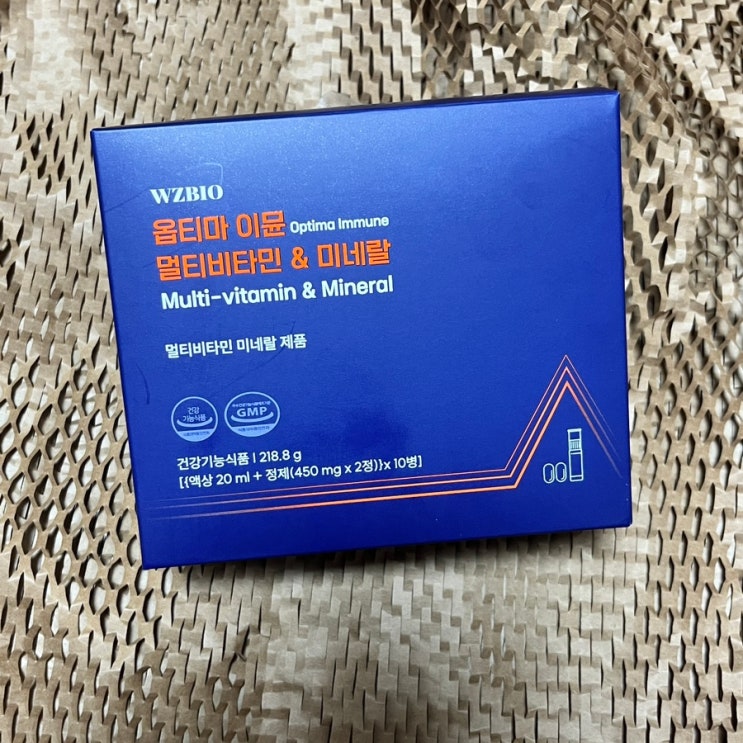 WZBIO
옵티마 이뮨 Optima Immune
멀티비타민 & 미네랄
Multi-vitamin & Mineral
멀티비타민 미네랄 제품
건강
기능식품
GMP
건강기능식품 | 218.8 g
[{액상 20 ml + 정제(450 mg x 2정)}x 10병]